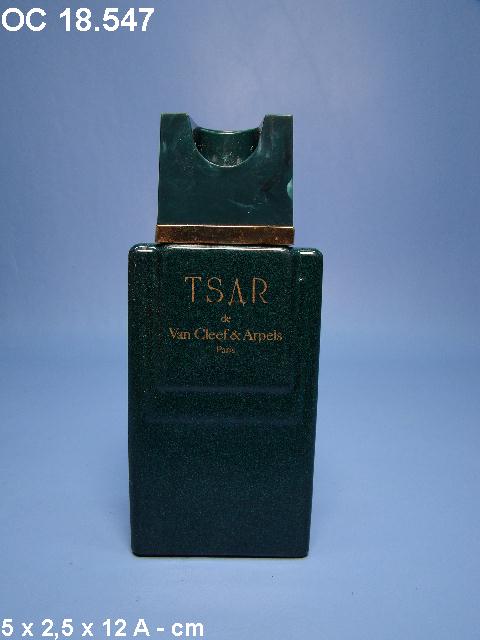 OC 18.547
TSAR
de
Van Cleef & Arpels
Paris
5 x 2,5 x 12 A - cm